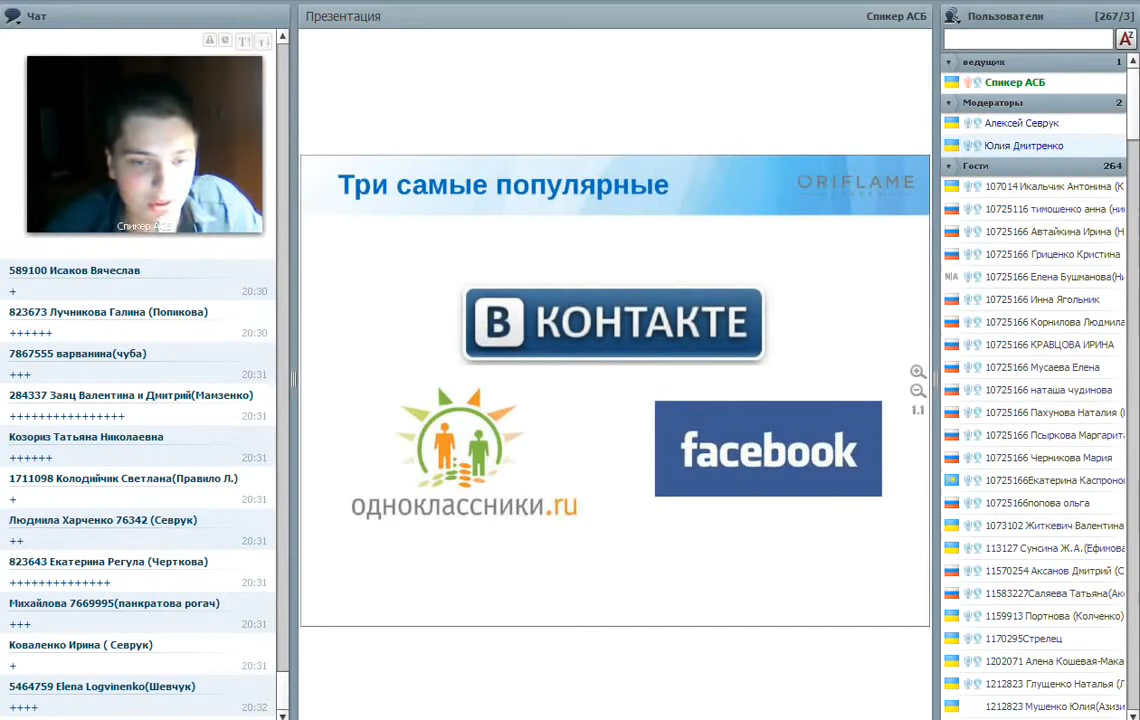 Чат
Спикер АСБ
589100 Исаков Вячеслав
+
20:30
823673 Лучникова Галина (Попикова)
++++++
20:30
7867555 варванина(чуба)
+++
20:31
284337 Заяц Валентина и Дмитрий(Мамзенко)
++++++++++++++++
20:31
Козориз Татьяна Николаевна
++++++
20:31
1711098 Колодийчик Светлана(Правило Л.)
+
20:31
Людмила Харченко 76342 (Севрук)
++
20:31
823643 Екатерина Регула (Черткова)
++++++++++++++
20:31
Михайлова 7669995(панкратова рогач)
+++
20:31
Коваленко Ирина ( Севрук)
+
20:31
5464759 Elena Logvinenko(Шевчук)
++++
20:32
Презентация
Спикер АСБ
Три самые популярные
ORIFLAME
В КОНТАКТЕ
одноклассники.ru
facebook
1:1
Пользователи
[267/3]
ведущих 1
Спикер АСБ
Модераторы 2
Алексей Севрук
Юлия Дмитренко
Гости 264
107014 Икальчик Антонина (К
10725116 тимошенко анна (ни
10725166 Автайкина Ирина (Н
10725166 Гриценко Кристина
N\A 10725166 Елена Бушманова(Ни
10725166 Инна Ягольник
10725166 Корнилова Людмила
10725166 КРАВЦОВА ИРИНА
10725166 Мусаева Елена
10725166 наташа чудинова
10725166 Пахунова Наталия (
10725166 Псыркова Маргарит
10725166 Черникова Мария
10725166Екатерина Каспроно
10725166попова ольга
1073102 Житкевич Валентина
113127 Сунсина Ж.А.(Ефимова
11570254 Аксанов Дмитрий (С
11583227Саляева Татьяна(Ак
1159913 Портнова (Колченко)
1170295Стрелец
1202071 Алена Кошевая-Мака
1212823 Глущенко Наталья (Л
1212823 Мушенко Юлия(Азизи